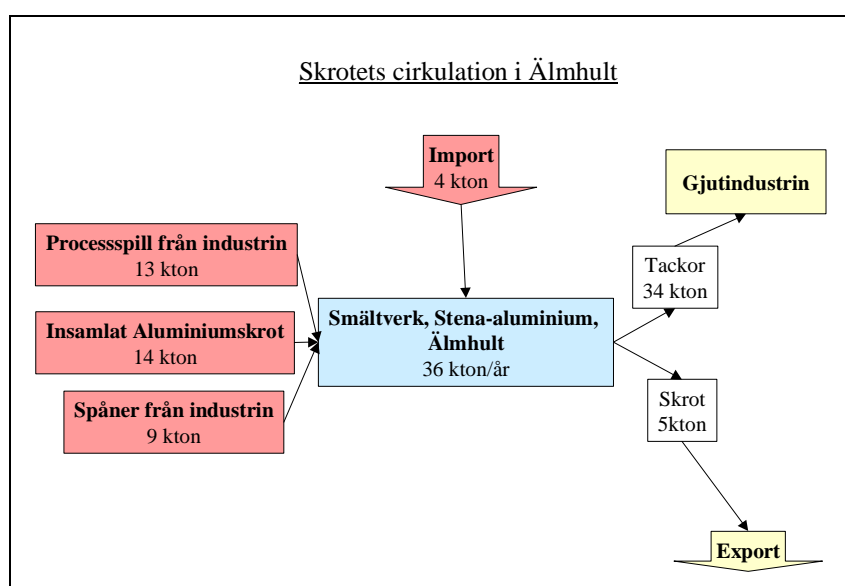 Skrotets cirkulation i Älmhult
Import
4 kton
Gjutindustrin
Processspill från industrin
13 kton
Tackor
34 kton
Insamlat Aluminiumskrot
14 kton
Smältverk, Stena-aluminium,
Älmhult
36 kton/år
Spåner från industrin
9 kton
Skrot
5kton
Export